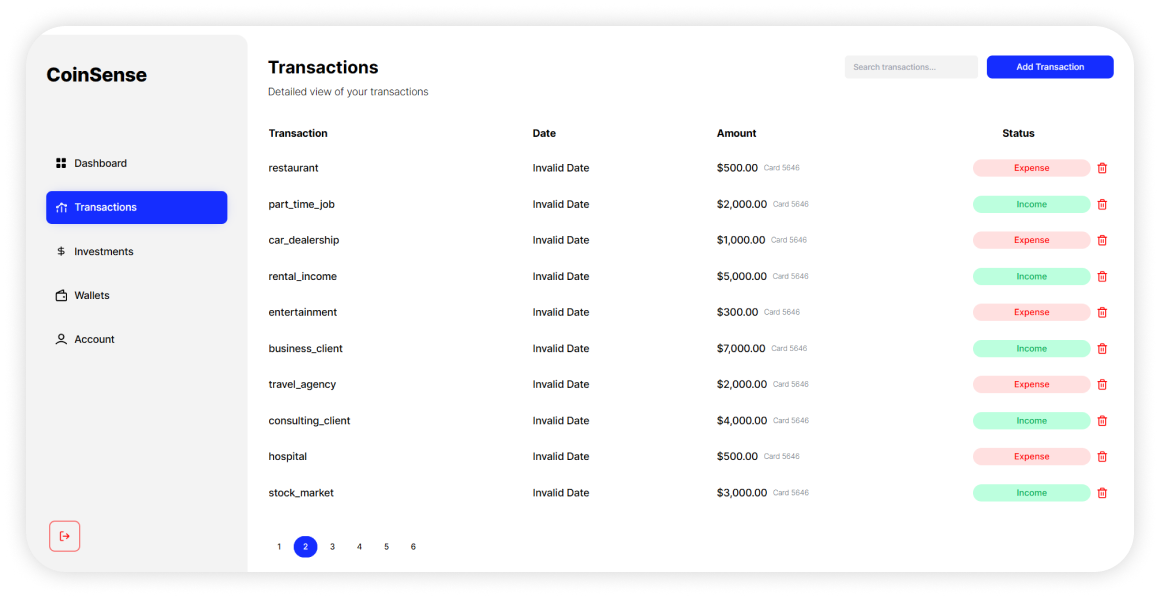 CoinSense
Dashboard
Transactions
Investments
Wallets
Account
Transactions
Detailed view of your transactions
Search transactions...
Add Transaction
Transaction Date Amount Status
restaurant Invalid Date $500.00 Card 5646 Expense
part_time_job Invalid Date $2,000.00 Card 5646 Income
car_dealership Invalid Date $1,000.00 Card 5646 Expense
rental_income Invalid Date $5,000.00 Card 5646 Income
entertainment Invalid Date $300.00 Card 5646 Expense
business_client Invalid Date $7,000.00 Card 5646 Income
travel_agency Invalid Date $2,000.00 Card 5646 Expense
consulting_client Invalid Date $4,000.00 Card 5646 Income
hospital Invalid Date $500.00 Card 5646 Expense
stock_market Invalid Date $3,000.00 Card 5646 Income
1 2 3 4 5 6